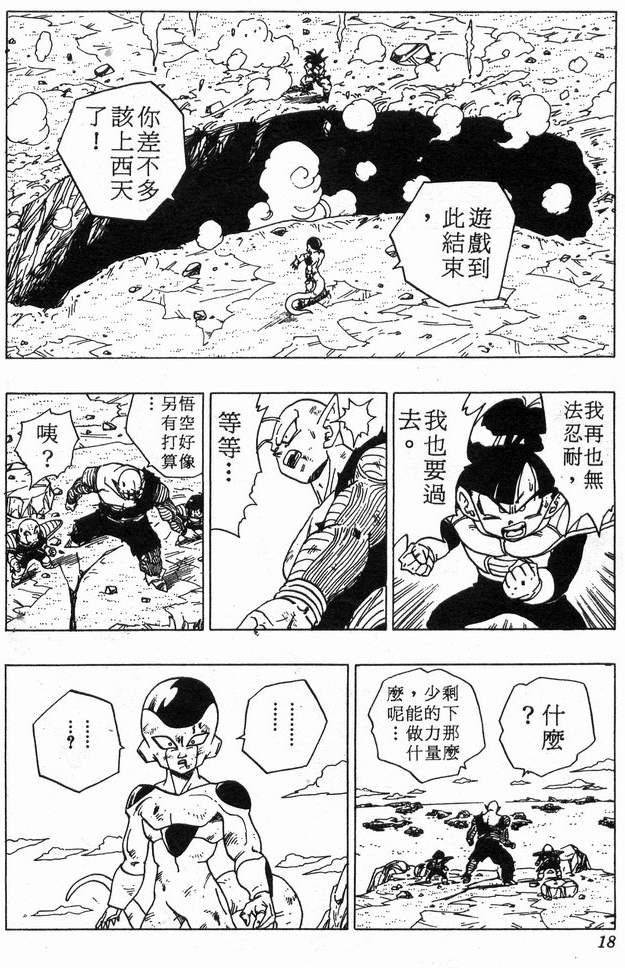 遊戲到
此結束
，
你差不多
該上西天
了！
我再也無
法忍耐，
我也要過
去。
等等…
悟空好像
另有打算
…
咦？
什麼
？
剩下那麼
少的力量
，能做什
麼呢…
……
……？
18